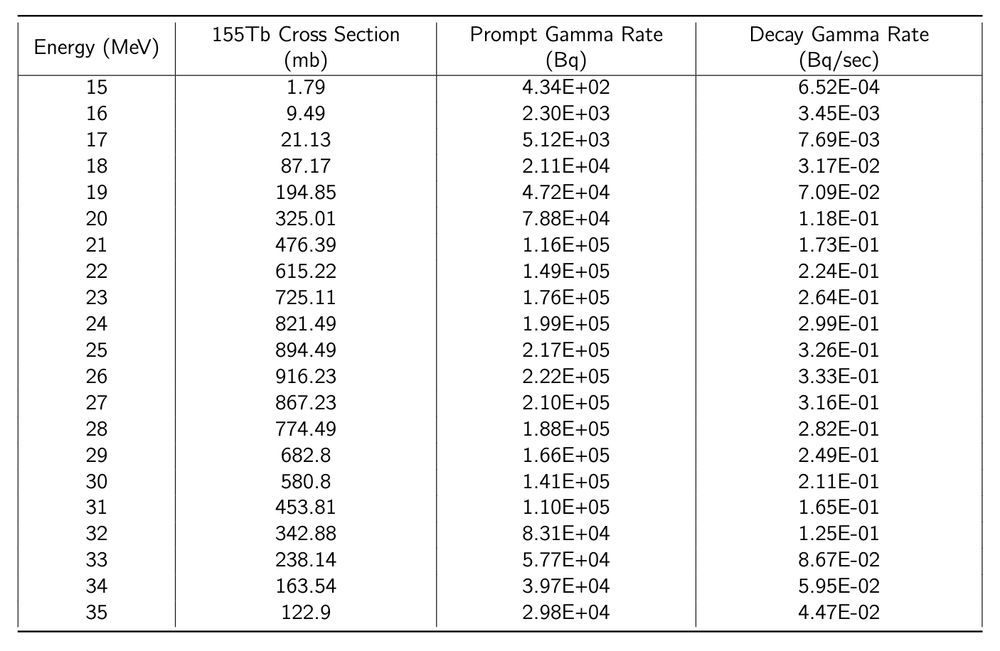 Energy (MeV) 155Tb Cross Section (mb) Prompt Gamma Rate (Bq) Decay Gamma Rate (Bq/sec)
15 1.79 4.34E+02 6.52E-04
16 9.49 2.30E+03 3.45E-03
17 21.13 5.12E+03 7.69E-03
18 87.17 2.11E+04 3.17E-02
19 194.85 4.72E+04 7.09E-02
20 325.01 7.88E+04 1.18E-01
21 476.39 1.16E+05 1.73E-01
22 615.22 1.49E+05 2.24E-01
23 725.11 1.76E+05 2.64E-01
24 821.49 1.99E+05 2.99E-01
25 894.49 2.17E+05 3.26E-01
26 916.23 2.22E+05 3.33E-01
27 867.23 2.10E+05 3.16E-01
28 774.49 1.88E+05 2.82E-01
29 682.8 1.66E+05 2.49E-01
30 580.8 1.41E+05 2.11E-01
31 453.81 1.10E+05 1.65E-01
32 342.88 8.31E+04 1.25E-01
33 238.14 5.77E+04 8.67E-02
34 163.54 3.97E+04 5.95E-02
35 122.9 2.98E+04 4.47E-02